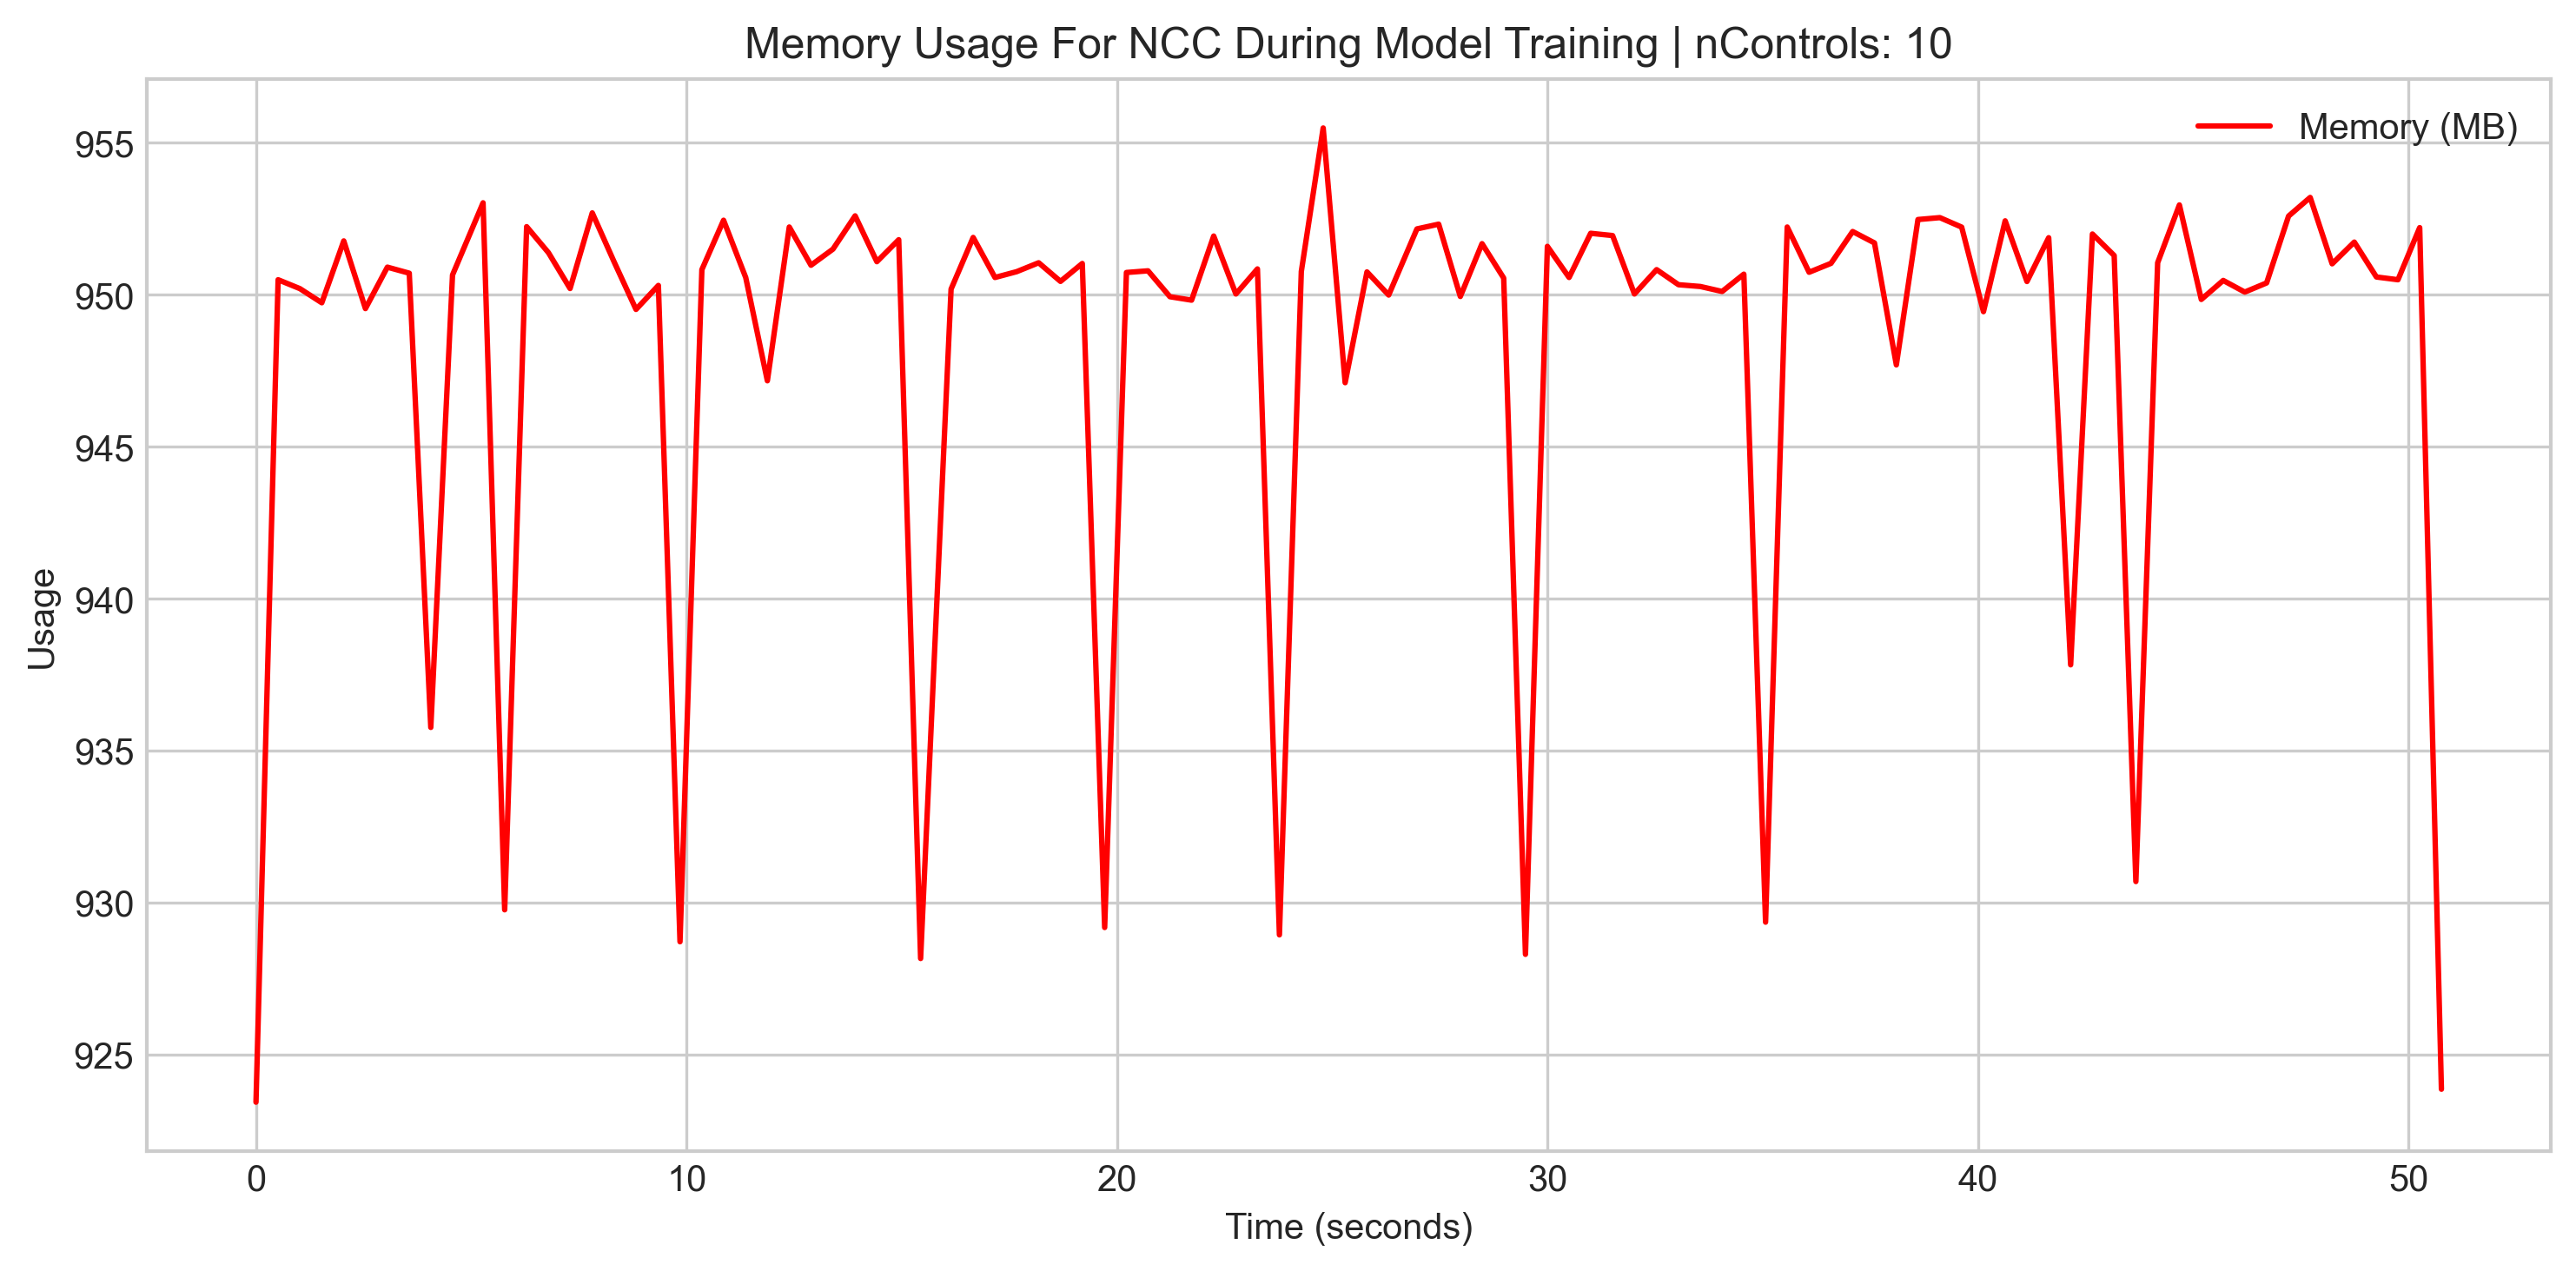 Memory Usage For NCC During Model Training | nControls: 10
Memory (MB)
955
950
945
940
935
930
925
Usage
0 10 20 30 40 50
Time (seconds)